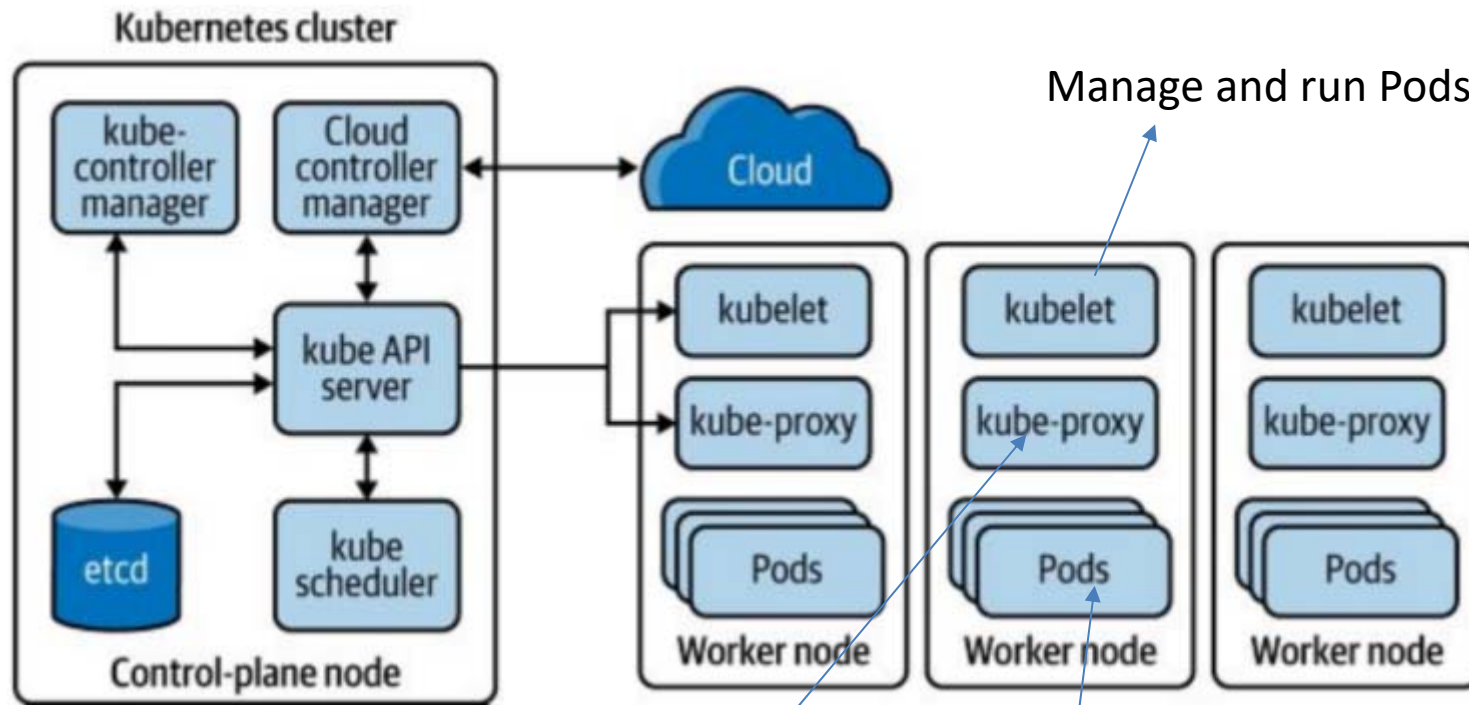 Kubernetes cluster
kube-
controller
manager
Cloud
controller
manager
Cloud
Manage and run Pods
kube API
server
etcd
kube
scheduler
Control-plane node
kubelet
kube-proxy
Pods
Worker node
kubelet
kube-proxy
Pods
Worker node
kubelet
kube-proxy
Pods
Worker node